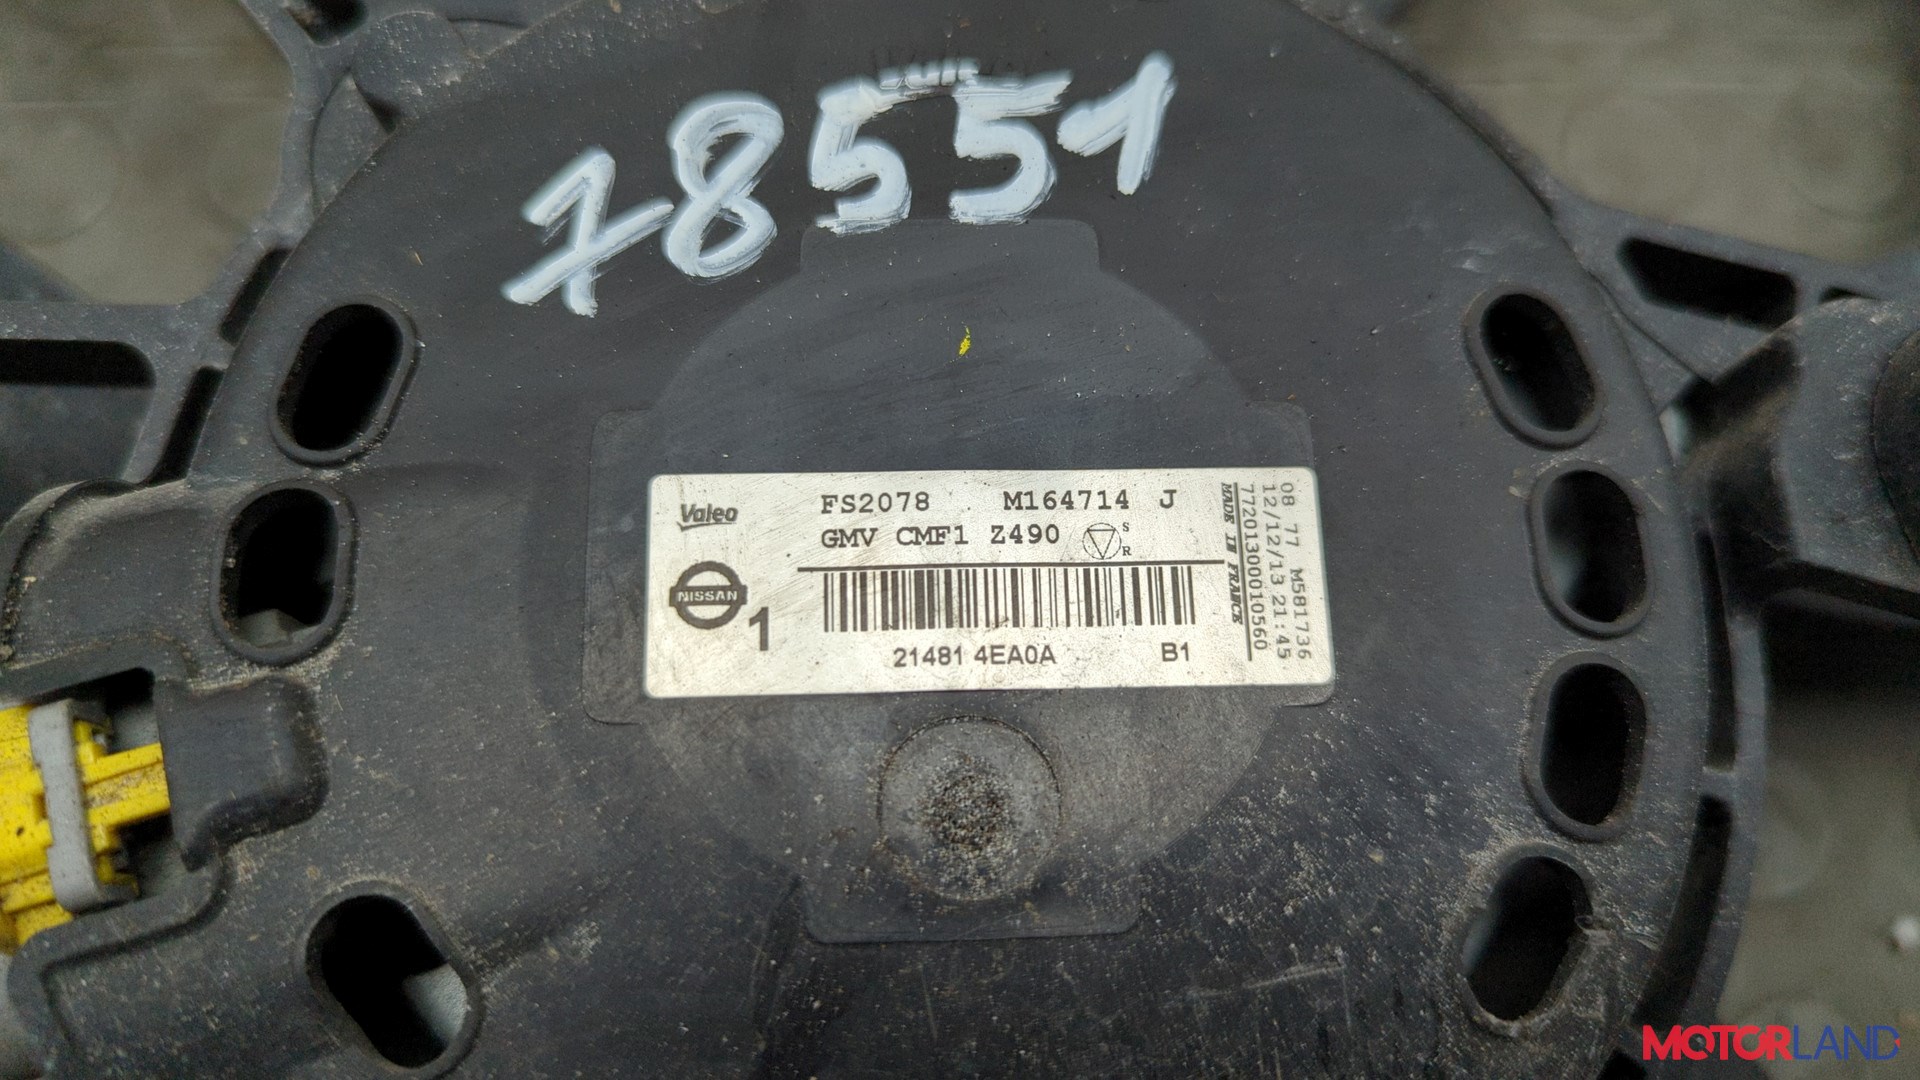 78551
Valeo
FS2078 M164714 J
GMV CMF1 Z490 S R
NISSAN
1
21481 4EA0A B1
08 77 M581736
12/12/13 21:45
77201300010560
MADE IN FRANCE
MOTORLAND